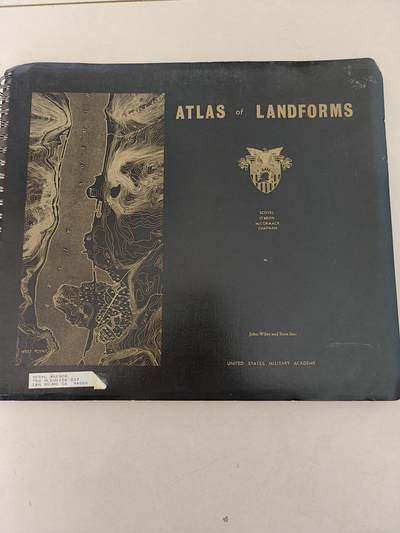 ATLAS of LANDFORMS
SCOVEL
O'BRIEN
McCORMACK
CHAPMAN
John Wiley and Sons Inc.
UNITED STATES MILITARY ACADEMY
WEST POINT